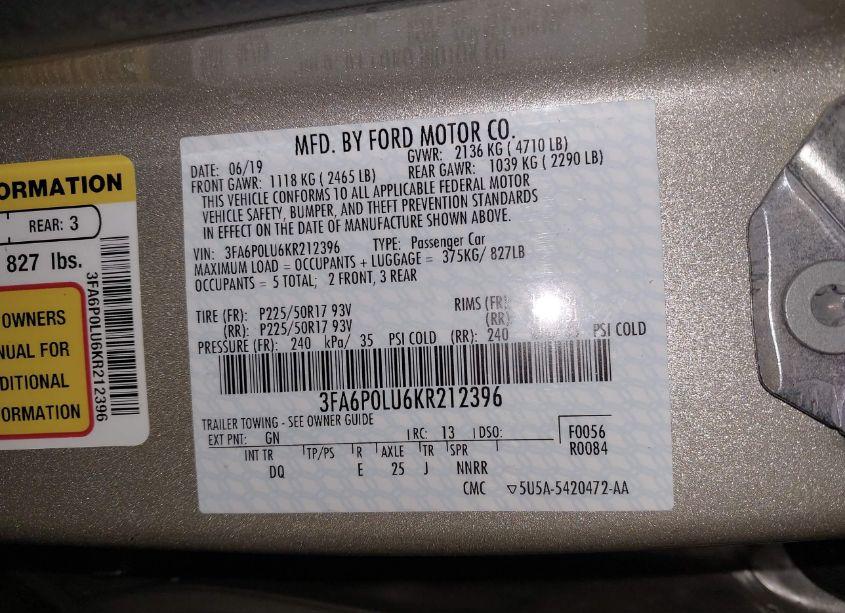 ORMATION
REAR: 3
827 lbs.
OWNERS
NUAL FOR
DITIONAL
ORMATION
3FA6P0LU6KR212396
MFD. BY FORD MOTOR CO.
DATE: 06/19 GVWR: 2136 KG ( 4710 LB)
FRONT GAWR: 1118 KG ( 2465 LB) REAR GAWR: 1039 KG ( 2290 LB)
THIS VEHICLE CONFORMS TO ALL APPLICABLE FEDERAL MOTOR
VEHICLE SAFETY, BUMPER, AND THEFT PREVENTION STANDARDS
IN EFFECT ON THE DATE OF MANUFACTURE SHOWN ABOVE.
VIN: 3FA6P0LU6KR212396 TYPE: Passenger Car
MAXIMUM LOAD = OCCUPANTS + LUGGAGE = 375KG/ 827LB
OCCUPANTS = 5 TOTAL; 2 FRONT, 3 REAR
TIRE (FR): P225/50R17 93V RIMS (FR):
(RR): P225/50R17 93V (RR)
PRESSURE (FR): 240 kPa/ 35 PSI COLD (RR): 240 PSI COLD
3FA6P0LU6KR212396
TRAILER TOWING - SEE OWNER GUIDE
EXT PNT: GN RC: 13 DSO: F0056
R0084
INT TR TP/PS R AXLE TR SPR
DQ E 25 J NNRR
CMC 5U5A-5420472-AA